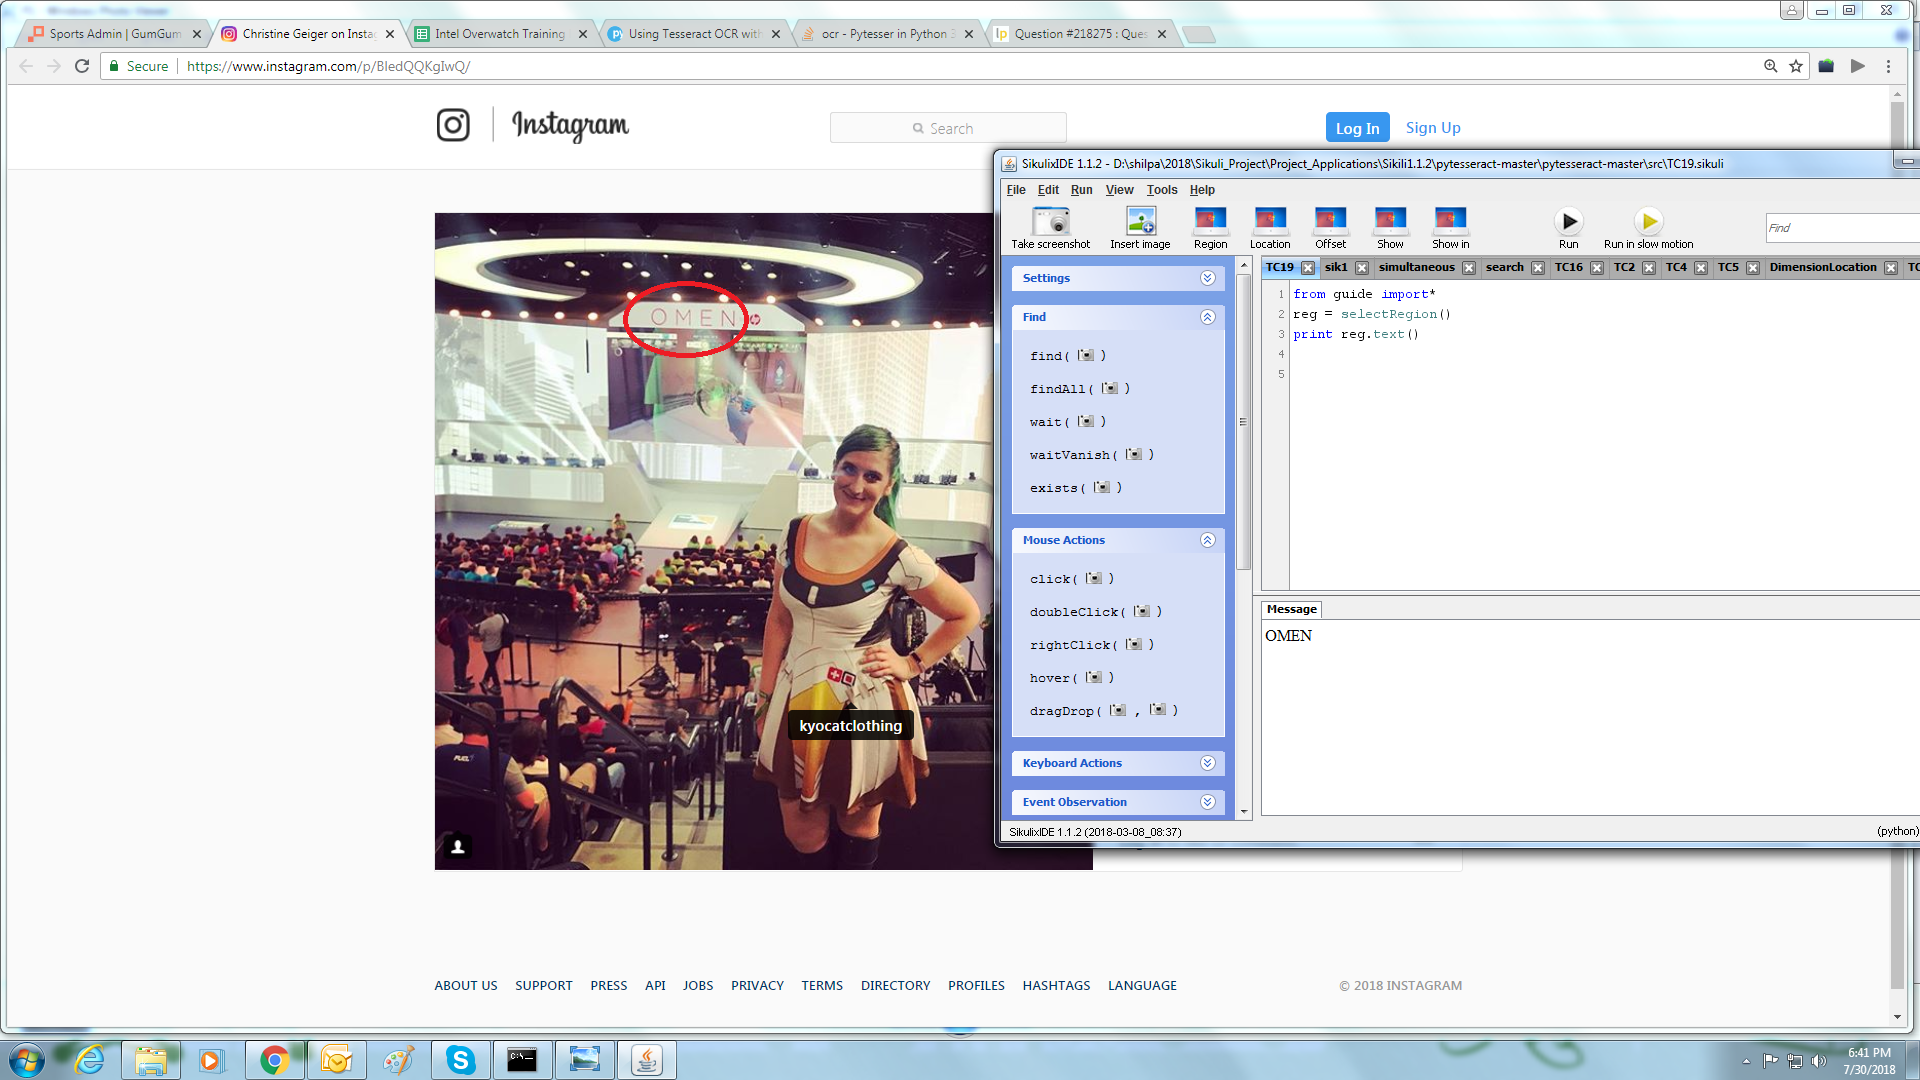 Sports Admin | GumGum
Christine Geiger on Insta
Intel Overwatch Training
Using Tesseract OCR with
ocr - Pytesser in Python 3
lp
Question #218275 : Ques
Secure
https://www.instagram.com/p/BledQQKgIwQ/
Instagram
Search
Log In
Sign Up
OMEN
hp
FUEL
kyocatclothing
SikulixIDE 1.1.2 - D:\shilpa\2018\Sikuli_Project\Project_Applications\Sikili1.1.2\pytesseract-master\pytesseract-master\src\TC19.sikuli
File Edit Run View Tools Help
Take screenshot
Insert image
Region
Location
Offset
Show
Show in
Run
Run in slow motion
Find
Settings
Find
find( )
findAll( )
wait( )
waitVanish( )
exists( )
Mouse Actions
click( )
doubleClick( )
rightClick( )
hover( )
dragDrop( , )
Keyboard Actions
Event Observation
TC19 sik1 simultaneous search TC16 TC2 TC4 TC5 DimensionLocation TC
1 from guide import*
2 reg = selectRegion()
3 print reg.text()
4
5
Message
OMEN
SikulixIDE 1.1.2 (2018-03-08_08:37)
(python)
ABOUT US SUPPORT PRESS API JOBS PRIVACY TERMS DIRECTORY PROFILES HASHTAGS LANGUAGE
© 2018 INSTAGRAM
6:41 PM
7/30/2018